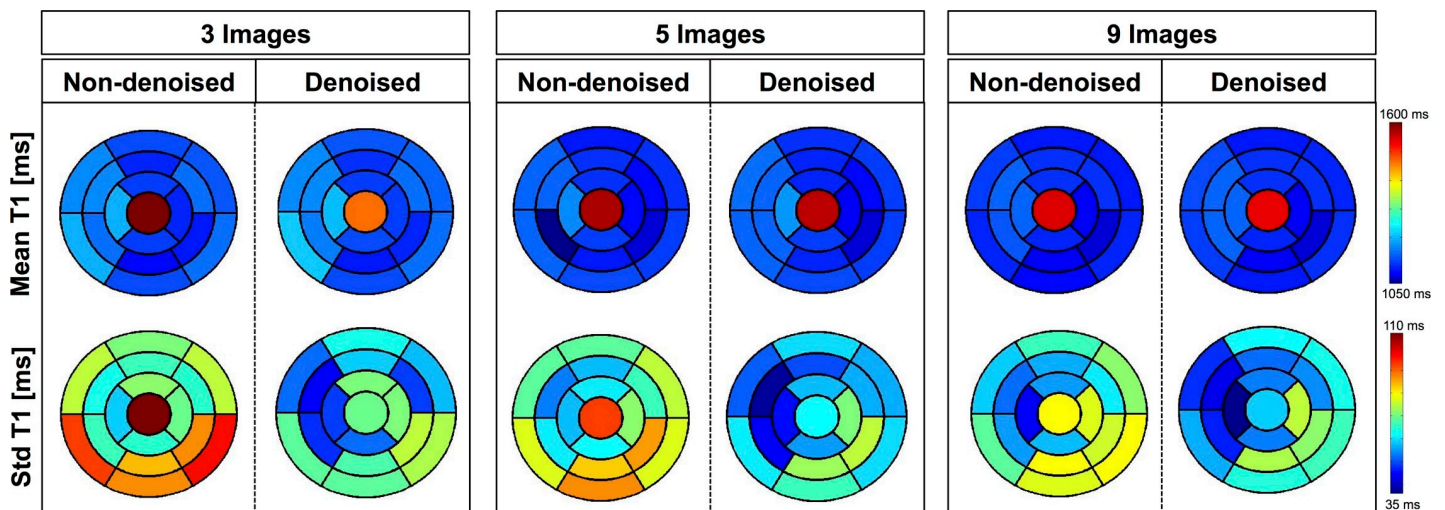 3 Images
5 Images
9 Images
Non-denoised
Denoised
Non-denoised
Denoised
Non-denoised
Denoised
Mean T1 [ms]
1600 ms
1050 ms
Std T1 [ms]
110 ms
35 ms